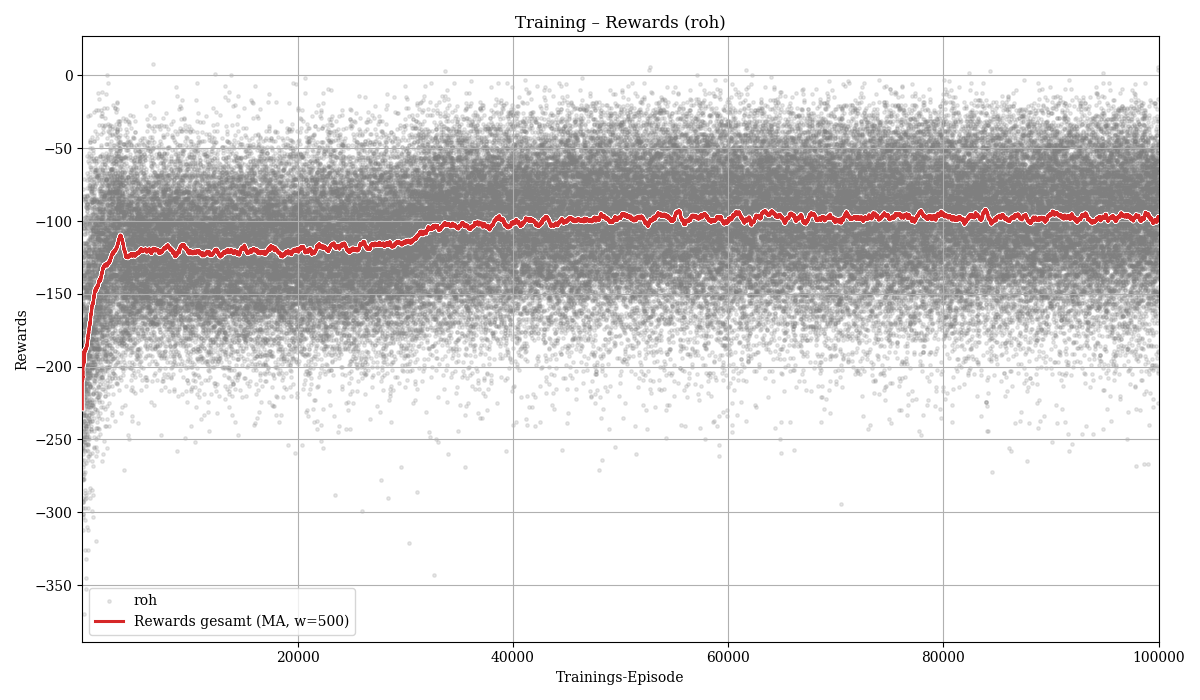 Training – Rewards (roh)
Rewards
0
−50
−100
−150
−200
−250
−300
−350
roh
Rewards gesamt (MA, w=500)
20000
40000
60000
80000
100000
Trainings-Episode